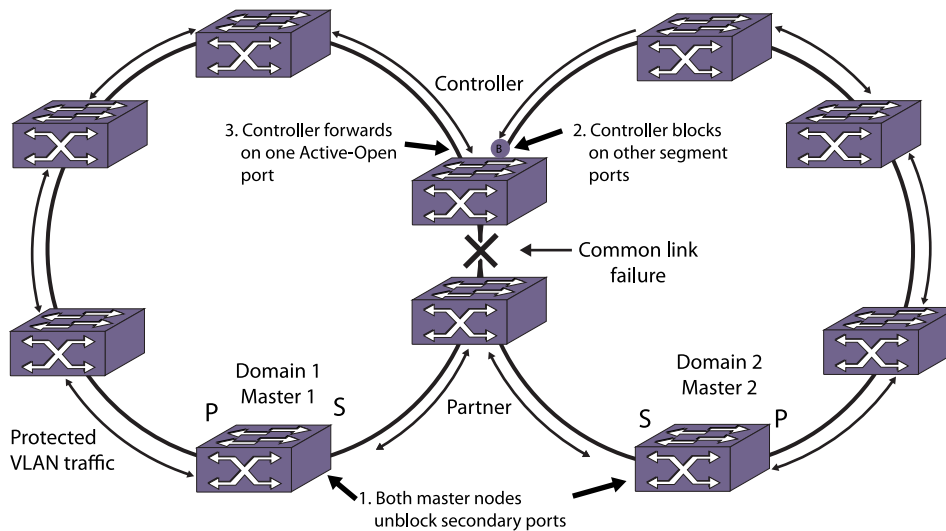 Controller
3. Controller forwards
on one Active-Open
port
B
2. Controller blocks
on other segment
ports
Common link
failure
Domain 1
Master 1
P
S
Partner
Domain 2
Master 2
S
P
Protected
VLAN traffic
1. Both master nodes
unblock secondary ports